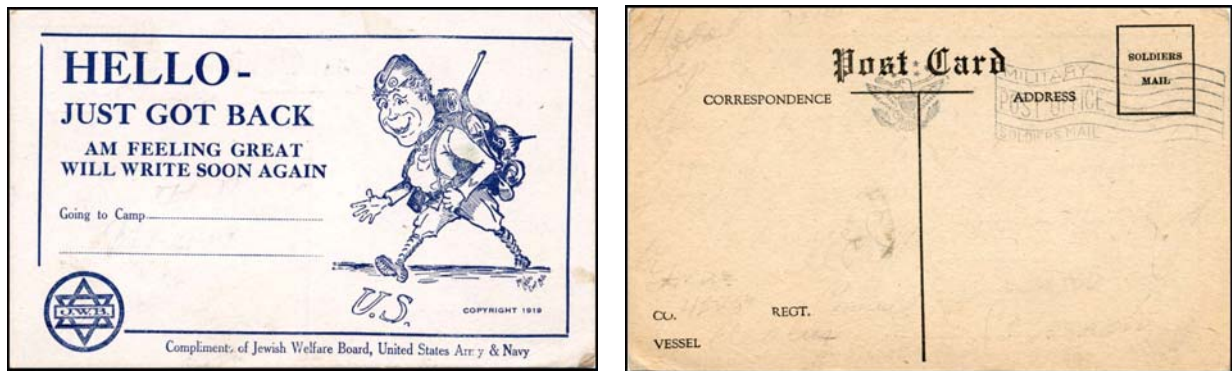 HELLO-
JUST GOT BACK
AM FEELING GREAT
WILL WRITE SOON AGAIN
Going to Camp
U.S.
COPYRIGHT 1919
J.W.B.
Compliments of Jewish Welfare Board, United States Army & Navy
Post Card
SOLDIERS
MAIL
CORRESPONDENCE
ADDRESS
MILITARY
POST OFFICE
SOLDIERS MAIL
CO.
REGT.
VESSEL